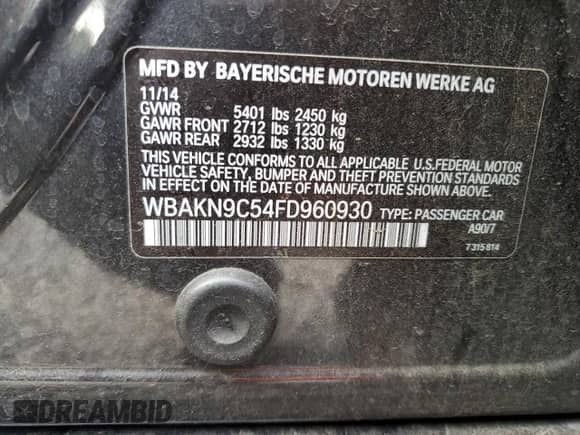 MFD BY BAYERISCHE MOTOREN WERKE AG
11/14
GVWR 5401 lbs 2450 kg
GAWR FRONT 2712 lbs 1230 kg
GAWR REAR 2932 lbs 1330 kg
THIS VEHICLE CONFORMS TO ALL APPLICABLE U.S.FEDERAL MOTOR
VEHICLE SAFETY, BUMPER AND THEFT PREVENTION STANDARDS
IN EFFECT ON THE DATE OF MANUFACTURE SHOWN ABOVE.
WBAKN9C54FD960930 TYPE: PASSENGER CAR
A90/7
7315814
DREAMBID